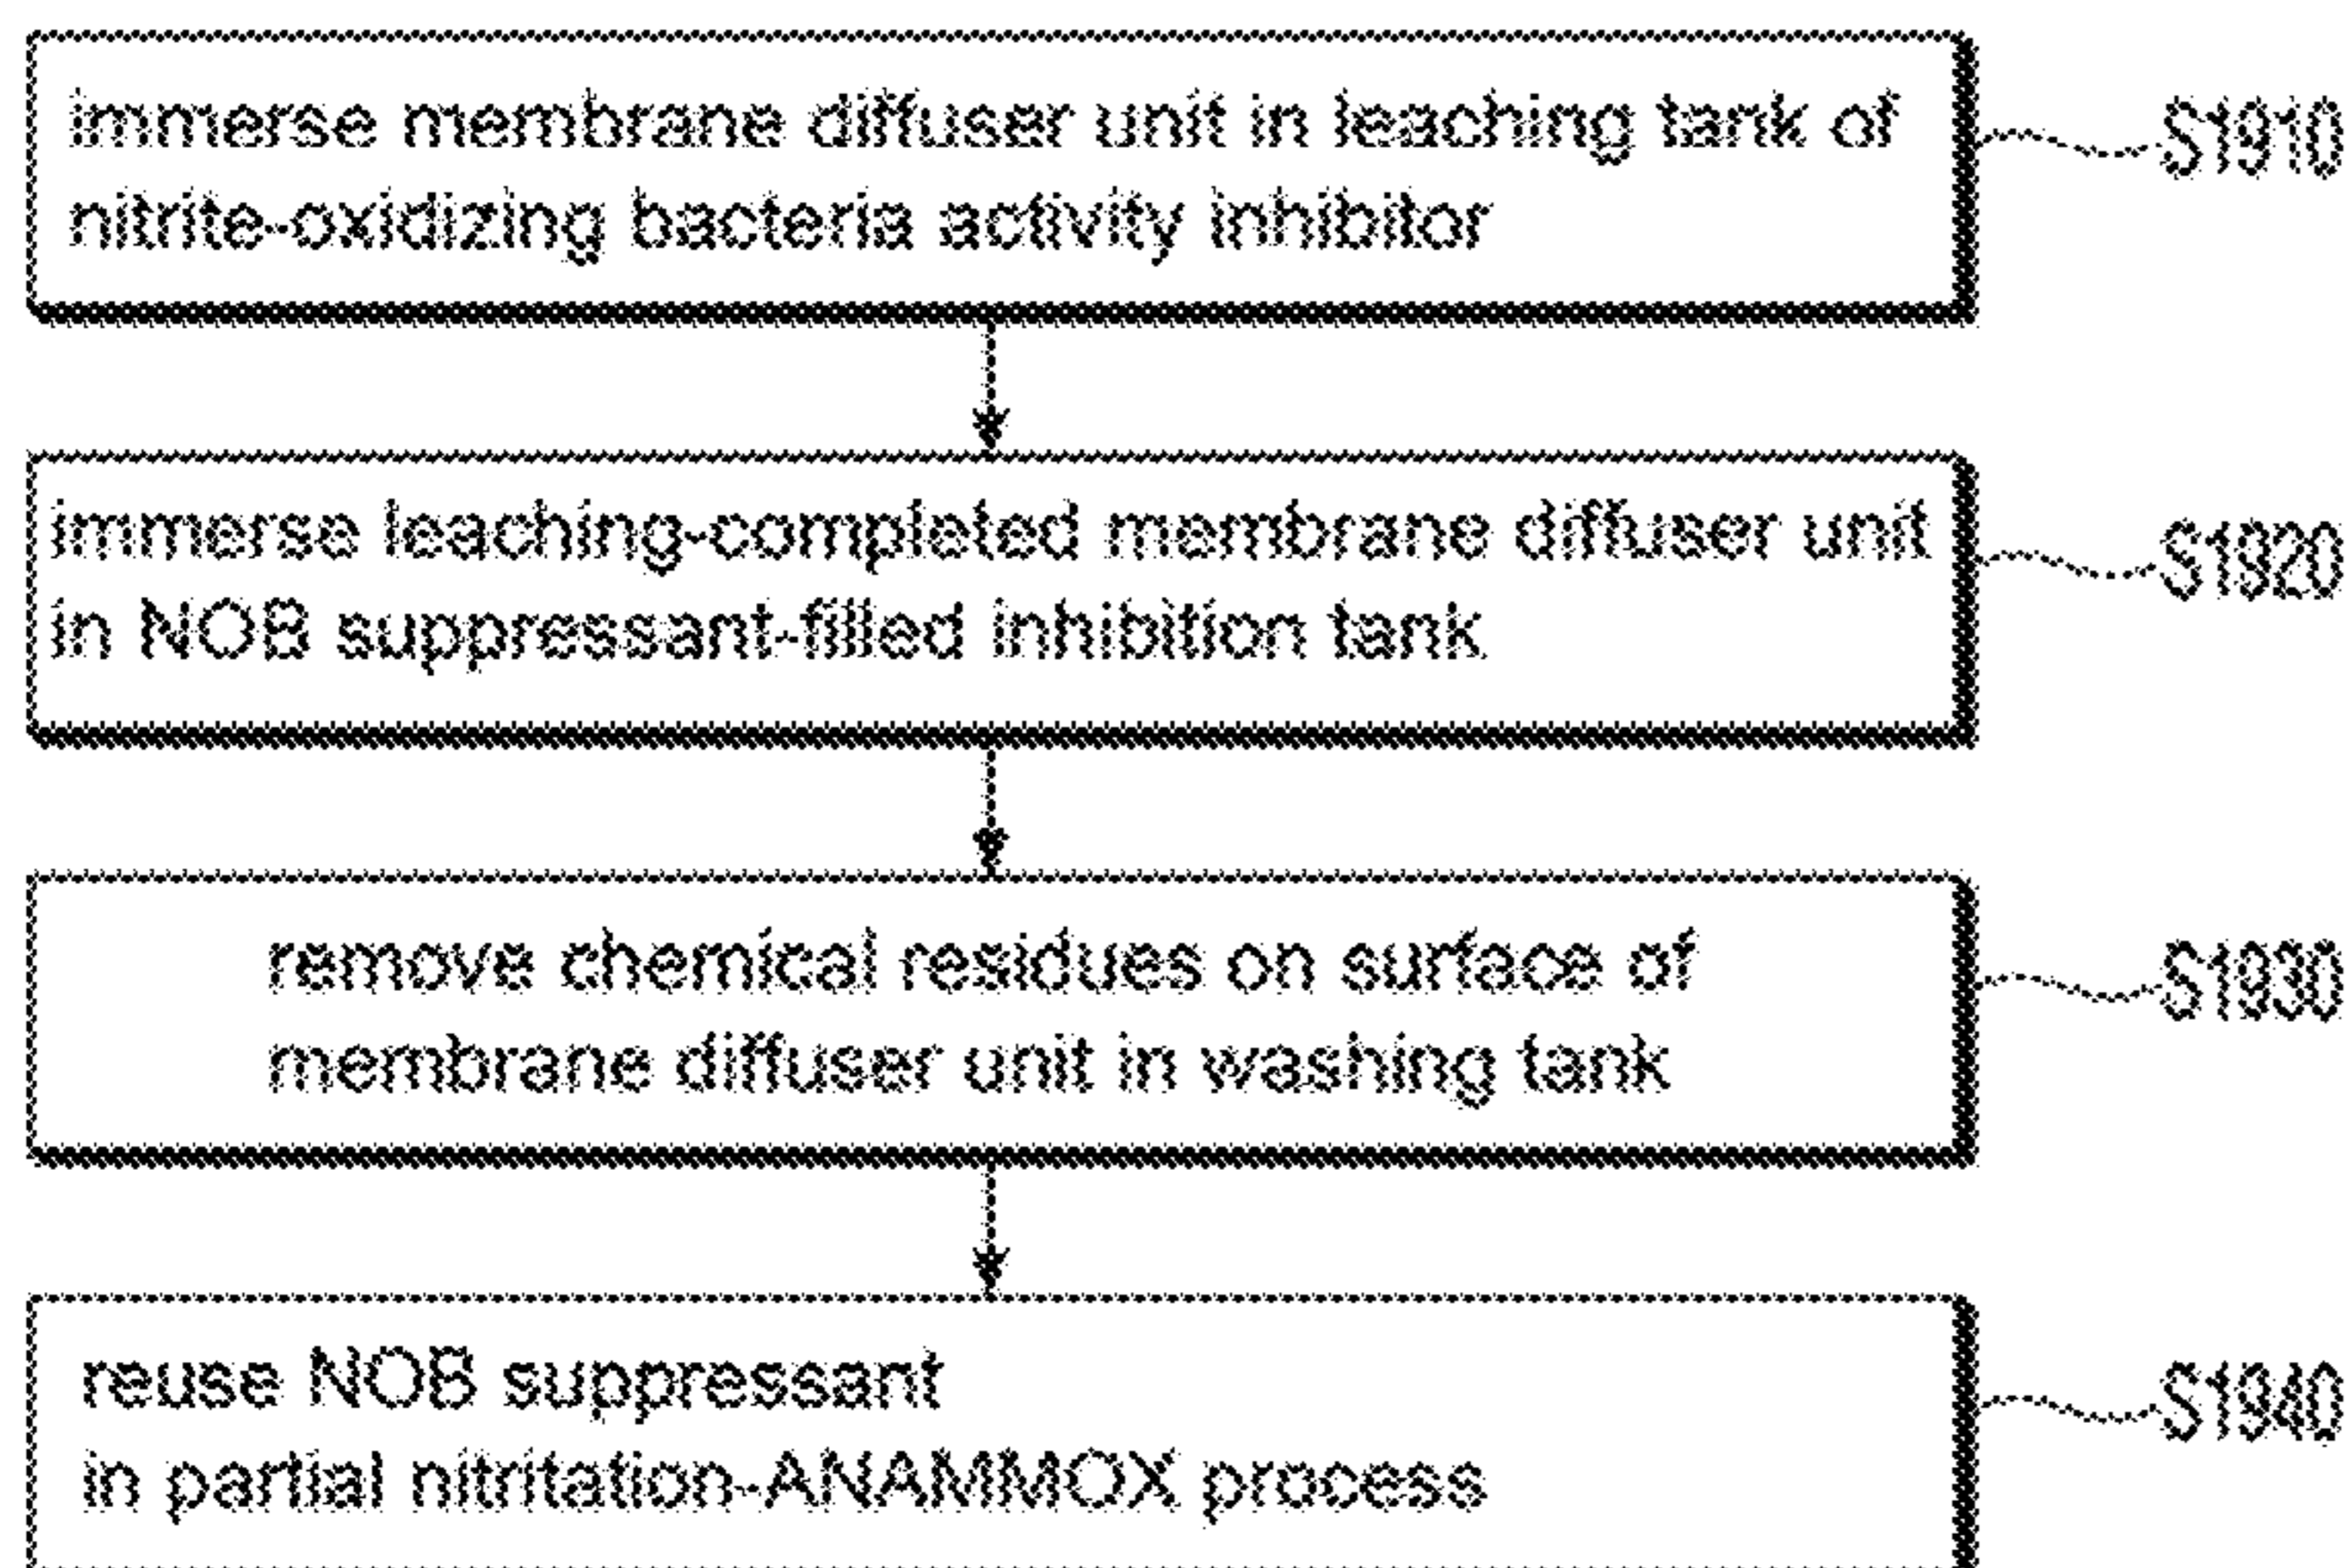 immerse membrane diffuser unit in leaching tank of
nitrite-oxidizing bacteria activity inhibitor
S1910
immerse leaching-completed membrane diffuser unit
in NOB suppressant-filled inhibition tank
S1920
remove chemical residues on surface of
membrane diffuser unit in washing tank
S1930
reuse NOB suppressant
in partial nitritation-ANAMMOX process
S1940